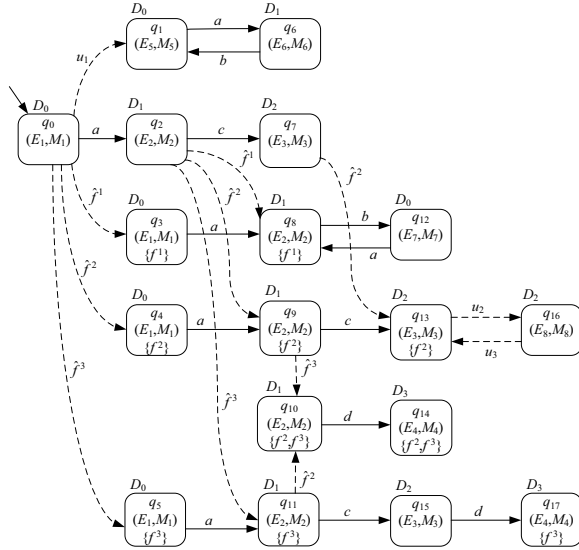 D₀ D₁
q₁ a q₆
(E₅,M₅) (E₆,M₆)
u₁ b
D₀ D₁ D₂
q₀ q₂ q₇
(E₁,M₁) a (E₂,M₂) c (E₃,M₃)
f̂¹ f̂²
f̂²
D₀ D₁ D₀
f̂¹ q₃ q₈ b q₁₂
(E₁,M₁) a (E₂,M₂) (E₇,M₇)
{f¹} {f¹} a
f̂²
D₀ D₁ D₂ D₂
q₄ q₉ q₁₃ u₂ q₁₆
(E₁,M₁) a (E₂,M₂) c (E₃,M₃) (E₈,M₈)
{f²} {f²} {f²} u₃
f̂³ f̂³
D₁ D₃
f̂³ q₁₀ q₁₄
(E₂,M₂) d (E₄,M₄)
{f²,f³} {f²,f³}
f̂²
D₀ D₁ D₂ D₃
q₅ q₁₁ q₁₅ q₁₇
(E₁,M₁) a (E₂,M₂) c (E₃,M₃) d (E₄,M₄)
{f³} {f³} {f³}